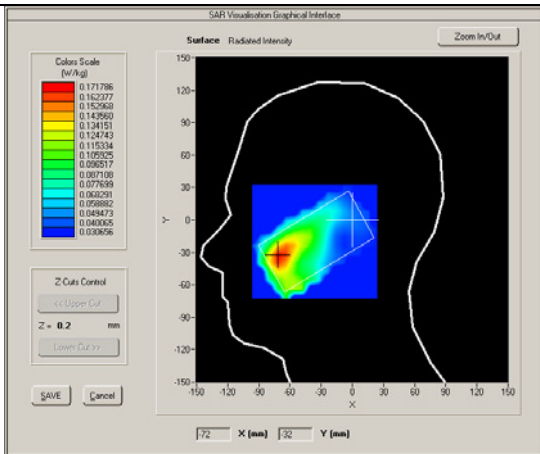 SAR Visualisation Graphical Interface
Surface Radiated Intensity
Zoom In/Out
Colors Scale
(W/kg)
0.171786
0.162377
0.152968
0.143560
0.134151
0.124743
0.115334
0.105925
0.096517
0.087108
0.077699
0.068291
0.058882
0.049473
0.040065
0.030656
Z Cuts Control
<< Upper Cut
Z = 0.2 mm
Lower Cut >>
SAVE Cancel
150
120
90
60
30
0
-30
-60
-90
-120
-150
Y
-150 -120 -90 -60 -30 0 30 60 90 120 150
X
-72 X (mm) -32 Y (mm)